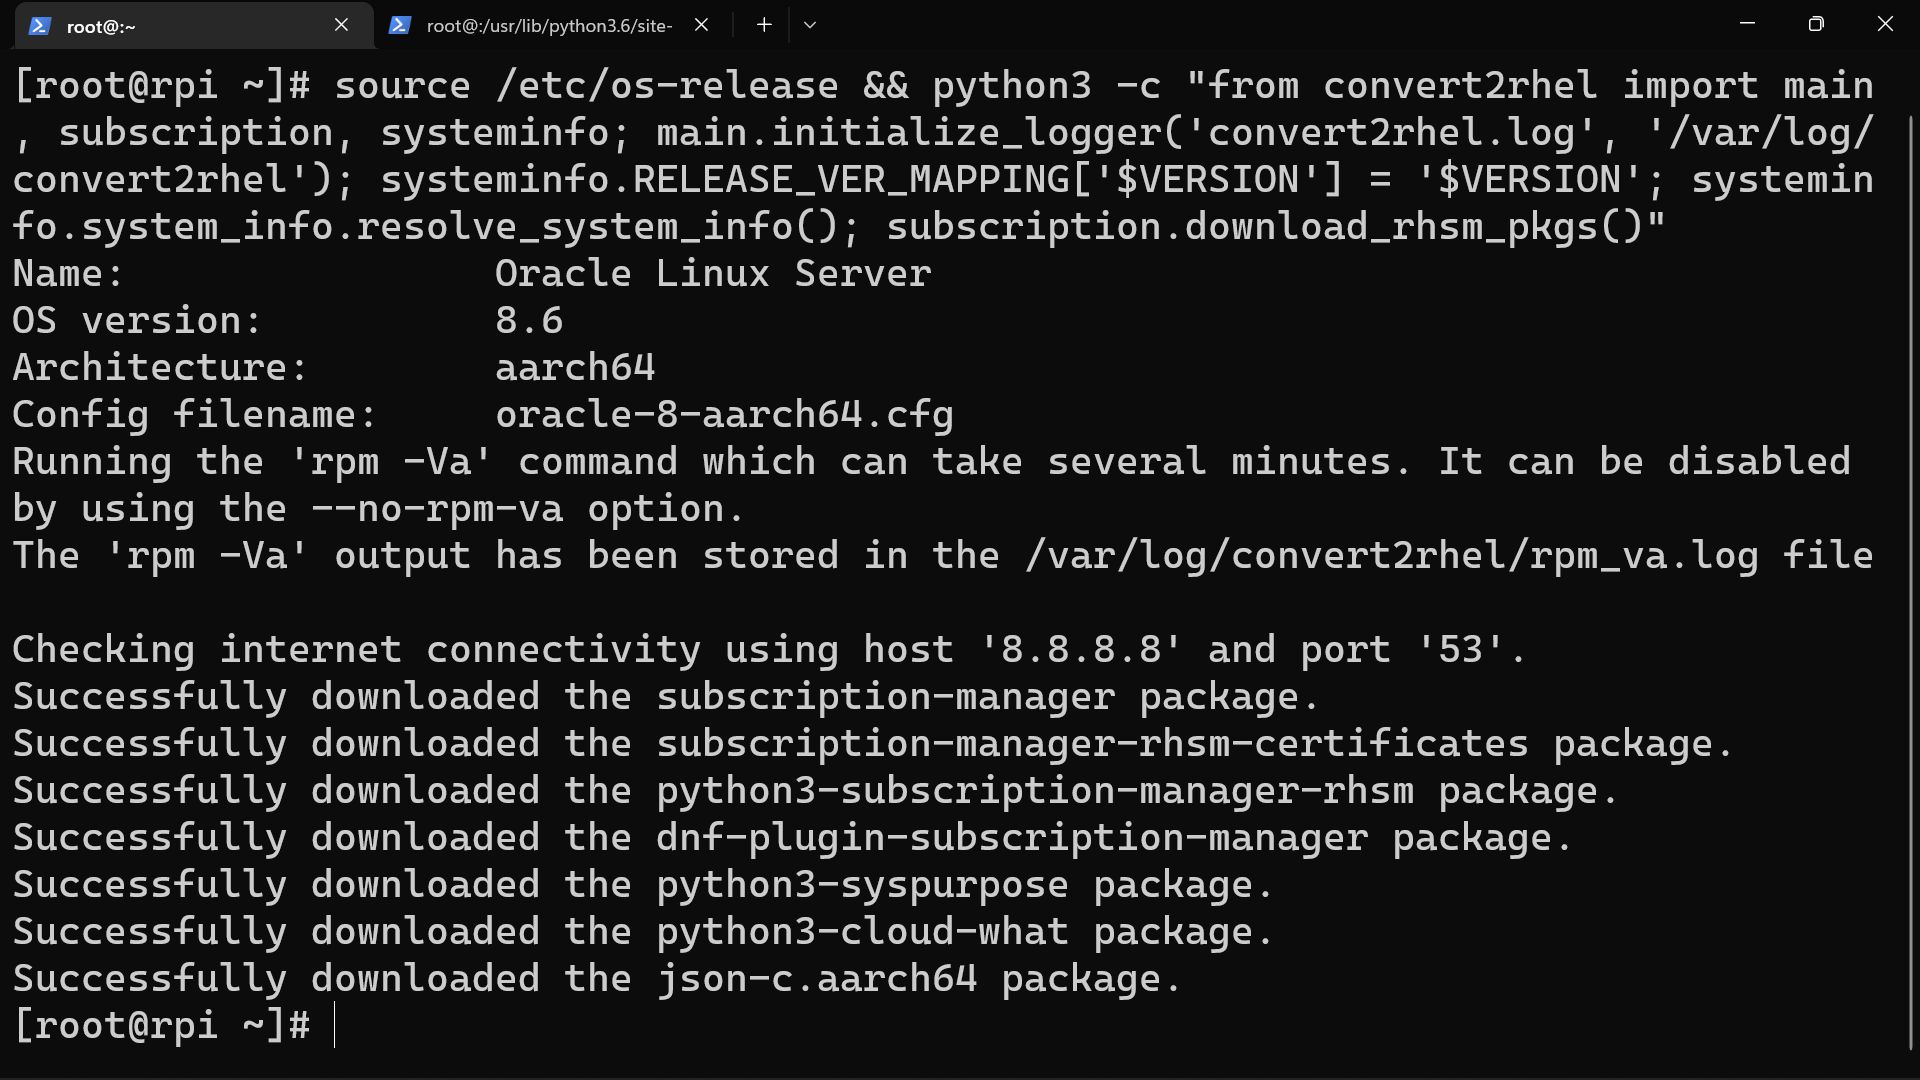 root@:~
root@:/usr/lib/python3.6/site-
[root@rpi ~]# source /etc/os-release && python3 -c "from convert2rhel import main
, subscription, systeminfo; main.initialize_logger('convert2rhel.log', '/var/log/
convert2rhel'); systeminfo.RELEASE_VER_MAPPING['$VERSION'] = '$VERSION'; systemin
fo.system_info.resolve_system_info(); subscription.download_rhsm_pkgs()"
Name:                Oracle Linux Server
OS version:          8.6
Architecture:        aarch64
Config filename:     oracle-8-aarch64.cfg
Running the 'rpm -Va' command which can take several minutes. It can be disabled
by using the --no-rpm-va option.
The 'rpm -Va' output has been stored in the /var/log/convert2rhel/rpm_va.log file
Checking internet connectivity using host '8.8.8.8' and port '53'.
Successfully downloaded the subscription-manager package.
Successfully downloaded the subscription-manager-rhsm-certificates package.
Successfully downloaded the python3-subscription-manager-rhsm package.
Successfully downloaded the dnf-plugin-subscription-manager package.
Successfully downloaded the python3-syspurpose package.
Successfully downloaded the python3-cloud-what package.
Successfully downloaded the json-c.aarch64 package.
[root@rpi ~]#